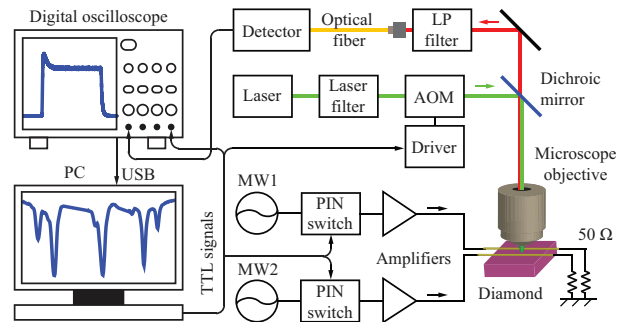 Digital oscilloscope
Detector
Optical
fiber
LP
filter
Laser
Laser
filter
AOM
Dichroic
mirror
Driver
PC
USB
Microscope
objective
TTL signals
MW1
PIN
switch
Amplifiers
50 Ω
MW2
PIN
switch
Diamond